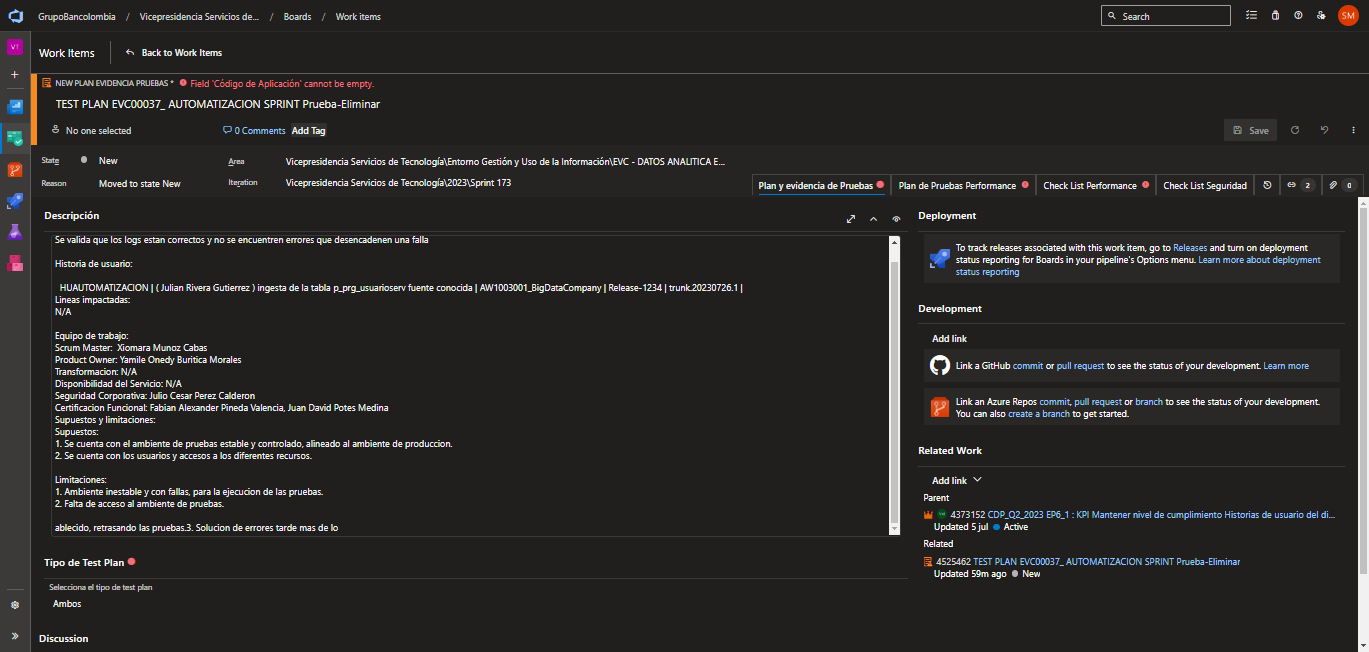 GrupoBancolombia / Vicepresidencia Servicios de... / Boards / Work items
Search
SM
VT
Work Items
Back to Work Items
NEW PLAN EVIDENCIA PRUEBAS * Field 'Código de Aplicación' cannot be empty.
TEST PLAN EVC00037_ AUTOMATIZACION SPRINT Prueba-Eliminar
No one selected
0 Comments
Add Tag
Save
State
New
Area
Vicepresidencia Servicios de Tecnología\Entorno Gestión y Uso de la Información\EVC - DATOS ANALITICA E...
Reason
Moved to state New
Iteration
Vicepresidencia Servicios de Tecnología\2023\Sprint 173
Plan y evidencia de Pruebas
Plan de Pruebas Performance
Check List Performance
Check List Seguridad
2
0
Descripción
Se valida que los logs estan correctos y no se encuentren errores que desencadenen una falla
Historia de usuario:
HUAUTOMATIZACION | ( Julian Rivera Gutierrez ) ingesta de la tabla p_prg_usuarioserv fuente conocida | AW1003001_BigDataCompany | Release-1234 | trunk.20230726.1 |
Lineas impactadas:
N/A
Equipo de trabajo:
Scrum Master: Xiomara Munoz Cabas
Product Owner: Yamile Onedy Buritica Morales
Transformacion: N/A
Disponibilidad del Servicio: N/A
Seguridad Corporativa: Julio Cesar Perez Calderon
Certificacion Funcional: Fabian Alexander Pineda Valencia, Juan David Potes Medina
Supuestos y limitaciones:
Supuestos:
1. Se cuenta con el ambiente de pruebas estable y controlado, alineado al ambiente de produccion.
2. Se cuenta con los usuarios y accesos a los diferentes recursos.
Limitaciones:
1. Ambiente inestable y con fallas, para la ejecucion de las pruebas.
2. Falta de acceso al ambiente de pruebas.
ablecido, retrasando las pruebas.3. Solucion de errores tarde mas de lo
Tipo de Test Plan
Selecciona el tipo de test plan
Ambos
Discussion
Deployment
To track releases associated with this work item, go to Releases and turn on deployment
status reporting for Boards in your pipeline's Options menu. Learn more about deployment
status reporting
Development
Add link
Link a GitHub commit or pull request to see the status of your development. Learn more
Link an Azure Repos commit, pull request or branch to see the status of your development.
You can also create a branch to get started.
Related Work
Add link
Parent
4373152 CDP_Q2_2023 EP6_1 : KPI Mantener nivel de cumplimiento Historias de usuario del di...
Updated 5 jul Active
Related
4525462 TEST PLAN EVC00037_ AUTOMATIZACION SPRINT Prueba-Eliminar
Updated 59m ago New